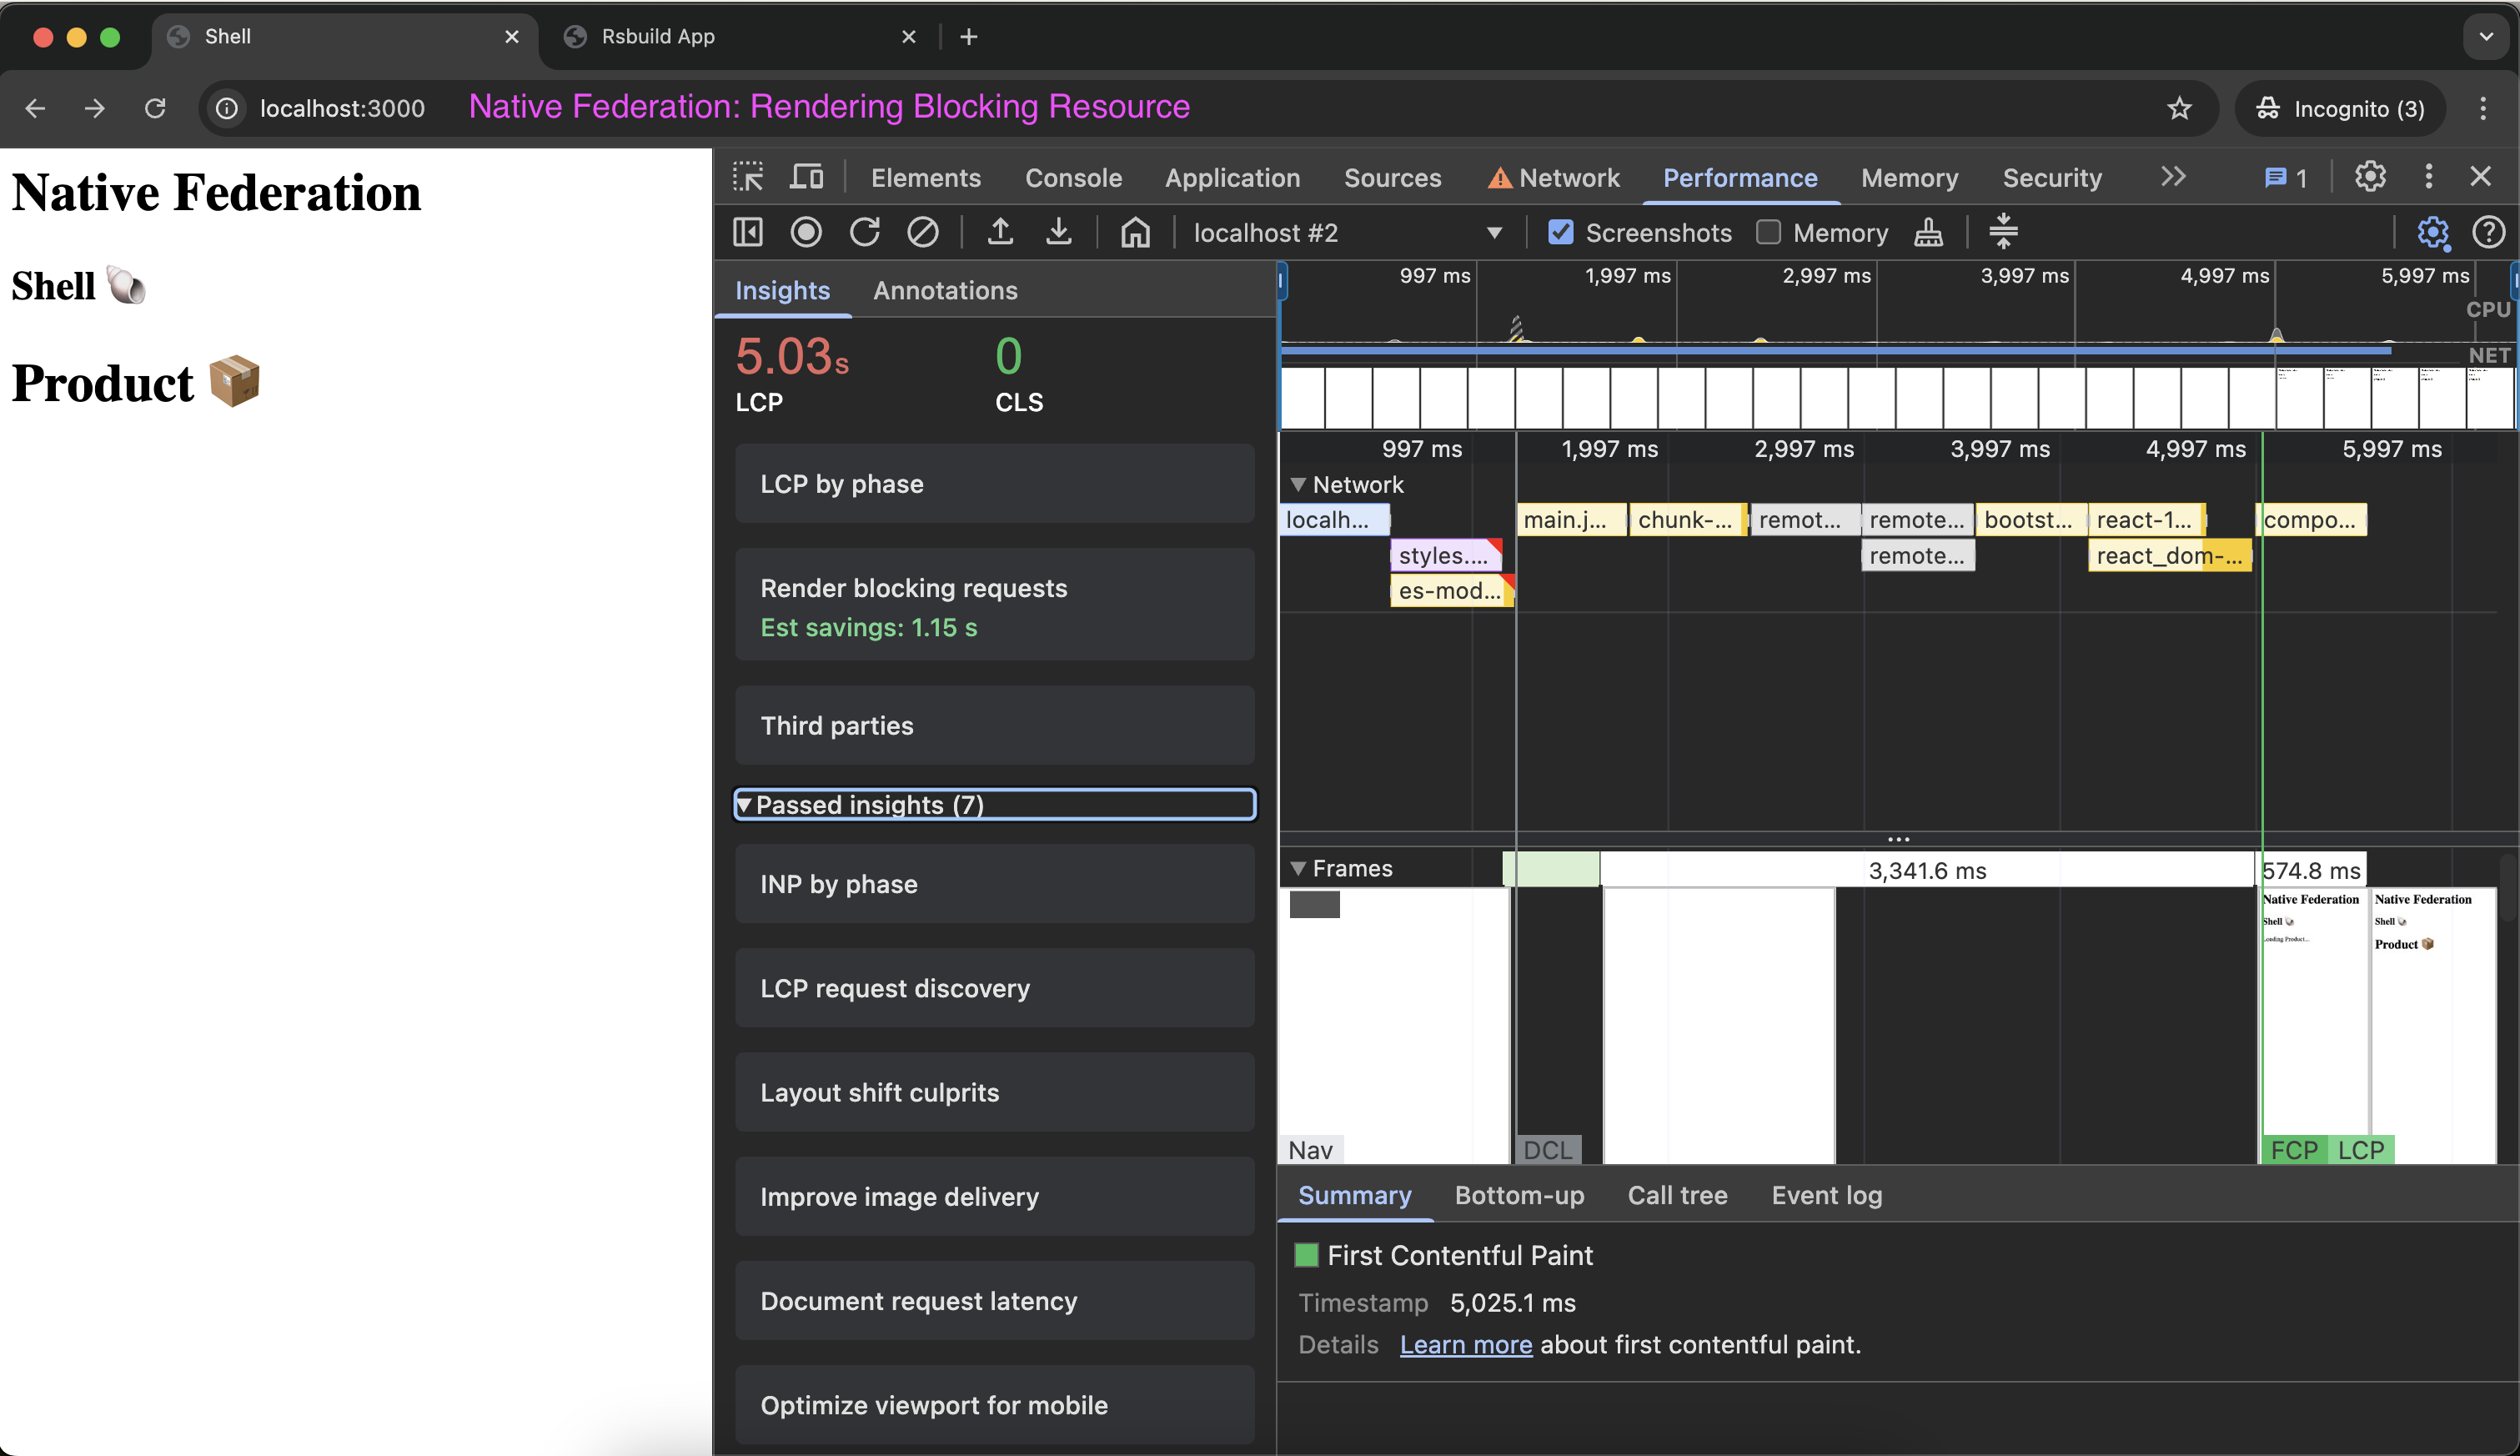 Shell
Rsbuild App
localhost:3000
Native Federation: Rendering Blocking Resource
Incognito (3)
Native Federation
Shell 🐚
Product 📦
Elements
Console
Application
Sources
Network
Performance
Memory
Security
1
localhost #2
Screenshots
Memory
Insights
Annotations
5.03s
LCP
0
CLS
LCP by phase
Render blocking requests
Est savings: 1.15 s
Third parties
Passed insights (7)
INP by phase
LCP request discovery
Layout shift culprits
Improve image delivery
Document request latency
Optimize viewport for mobile
997 ms
1,997 ms
2,997 ms
3,997 ms
4,997 ms
5,997 ms
CPU
NET
997 ms
1,997 ms
2,997 ms
3,997 ms
4,997 ms
5,997 ms
Network
localh...
main.j...
chunk-...
remot...
remote...
bootst...
react-1...
compo...
styles....
remote...
react_dom-...
es-mod...
Frames
3,341.6 ms
574.8 ms
Native Federation
Shell 🐚
Loading Product...
Native Federation
Shell 🐚
Product 📦
Nav
DCL
FCP
LCP
Summary
Bottom-up
Call tree
Event log
First Contentful Paint
Timestamp 5,025.1 ms
Details Learn more about first contentful paint.